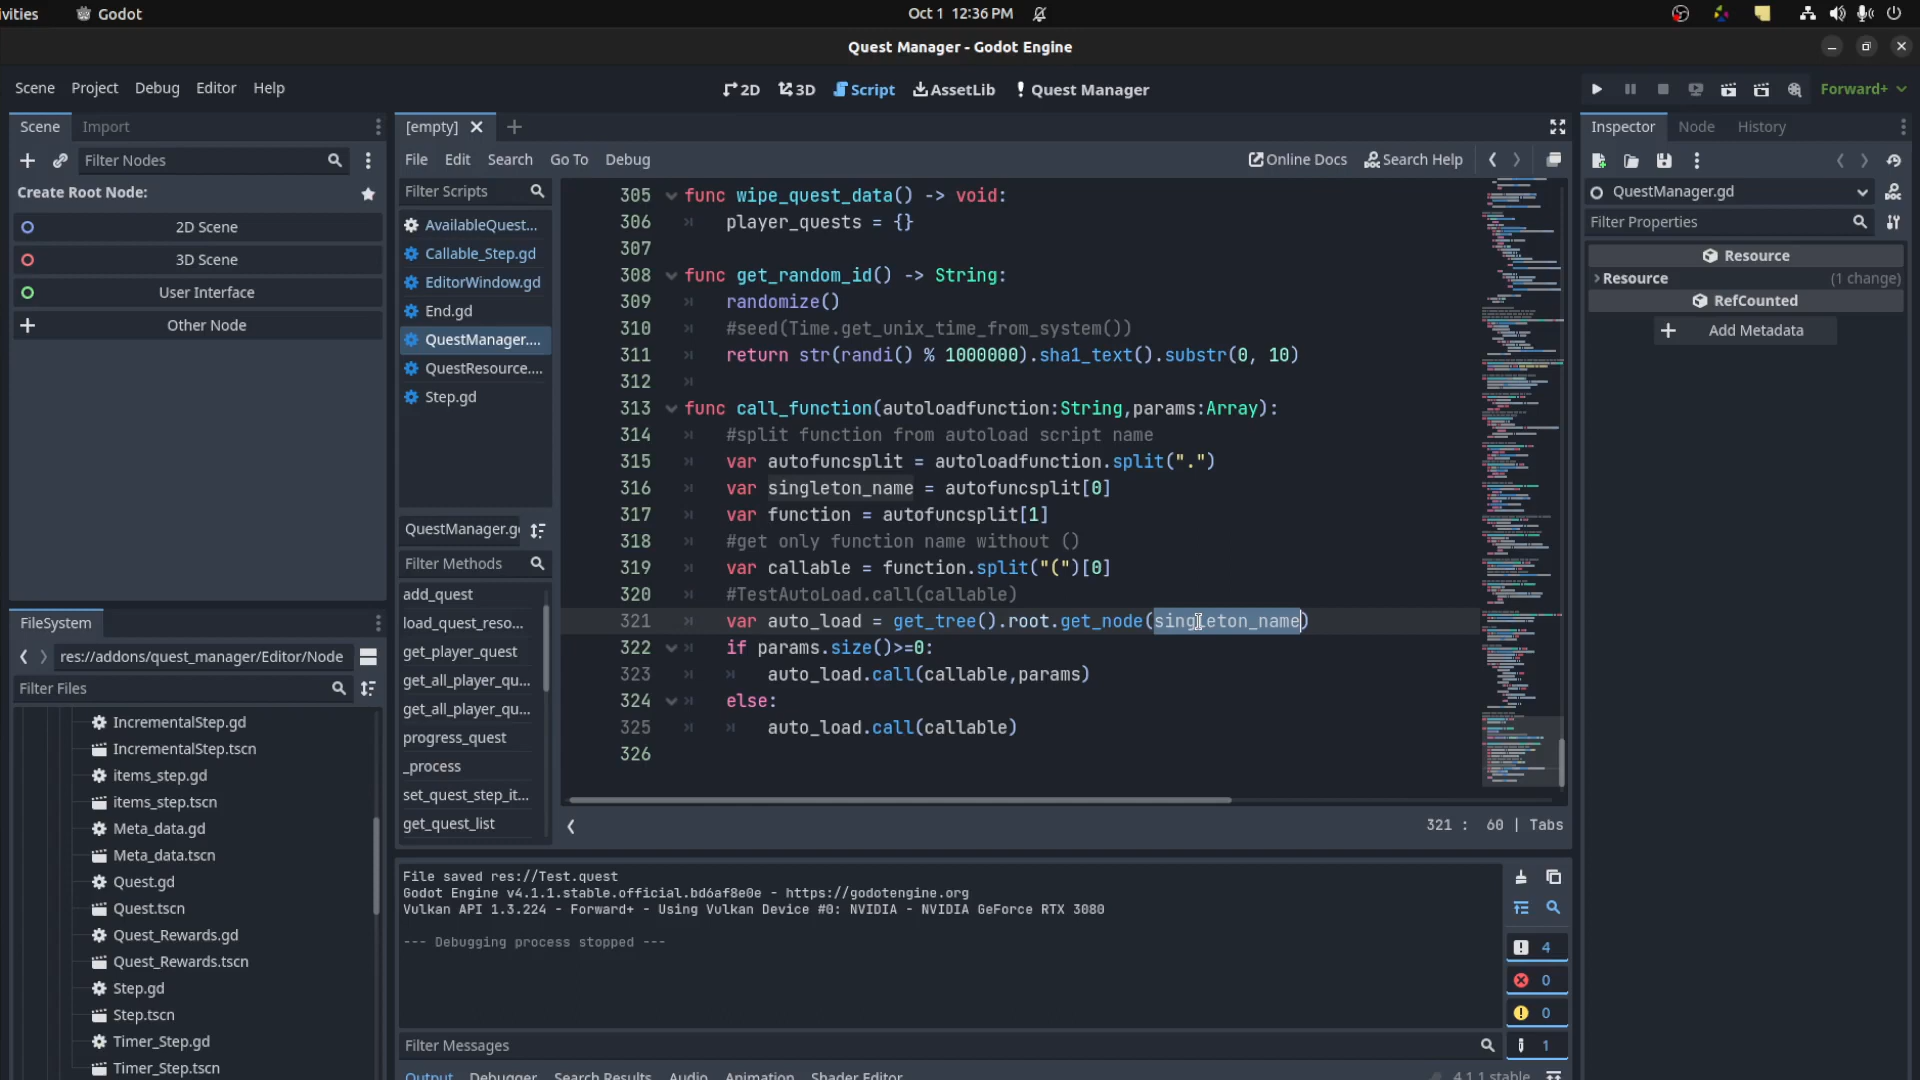 ivities
Godot
Oct 1 12:36 PM
Quest Manager - Godot Engine
Scene Project Debug Editor Help
2D 3D Script AssetLib Quest Manager
Forward+
Scene Import
Filter Nodes
Create Root Node:
2D Scene
3D Scene
User Interface
Other Node
FileSystem
res://addons/quest_manager/Editor/Node
Filter Files
IncrementalStep.gd
IncrementalStep.tscn
items_step.gd
items_step.tscn
Meta_data.gd
Meta_data.tscn
Quest.gd
Quest.tscn
Quest_Rewards.gd
Quest_Rewards.tscn
Step.gd
Step.tscn
Timer_Step.gd
Timer_Step.tscn
[empty]
File Edit Search Go To Debug
Online Docs Search Help
Filter Scripts
AvailableQuest...
Callable_Step.gd
EditorWindow.gd
End.gd
QuestManager....
QuestResource....
Step.gd
QuestManager.g
Filter Methods
add_quest
load_quest_reso...
get_player_quest
get_all_player_qu...
get_all_player_qu...
progress_quest
_process
set_quest_step_it...
get_quest_list
305 func wipe_quest_data() -> void:
306 player_quests = {}
307
308 func get_random_id() -> String:
309 randomize()
310 #seed(Time.get_unix_time_from_system())
311 return str(randi() % 1000000).sha1_text().substr(0, 10)
312
313 func call_function(autoloadfunction:String,params:Array):
314 #split function from autoload script name
315 var autofuncsplit = autoloadfunction.split(".")
316 var singleton_name = autofuncsplit[0]
317 var function = autofuncsplit[1]
318 #get only function name without ()
319 var callable = function.split("(")[0]
320 #TestAutoLoad.call(callable)
321 var auto_load = get_tree().root.get_node(singleton_name)
322 if params.size()>=0:
323 auto_load.call(callable,params)
324 else:
325 auto_load.call(callable)
326
321 : 60 | Tabs
File saved res://Test.quest
Godot Engine v4.1.1.stable.official.bd6af8e0e - https://godotengine.org
Vulkan API 1.3.224 - Forward+ - Using Vulkan Device #0: NVIDIA - NVIDIA GeForce RTX 3080
--- Debugging process stopped ---
4
0
0
1
Filter Messages
Output Debugger Search Results Audio Animation Shader Editor
4.1.1.stable
Inspector Node History
QuestManager.gd
Filter Properties
Resource
Resource (1 change)
RefCounted
Add Metadata